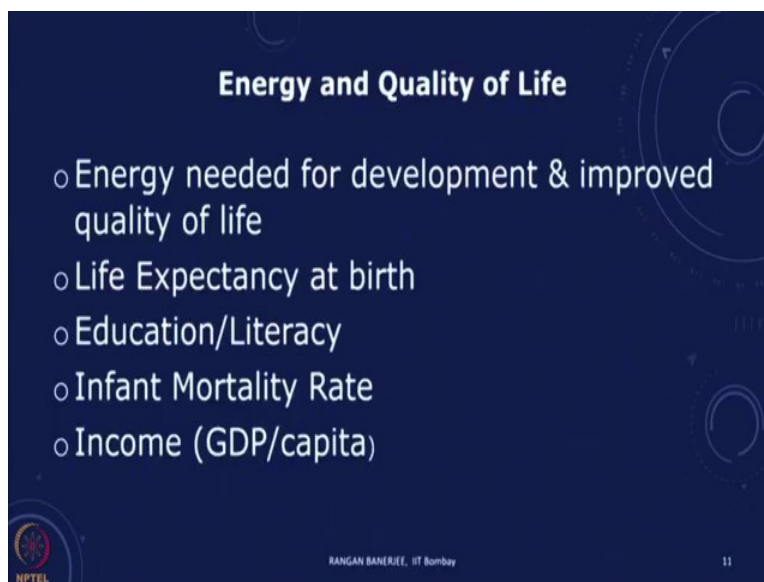 Energy and Quality of Life
o Energy needed for development & improved
quality of life
o Life Expectancy at birth
o Education/Literacy
o Infant Mortality Rate
o Income (GDP/capita)
NPTEL
RANGAN BANERJEE, IIT Bombay
11